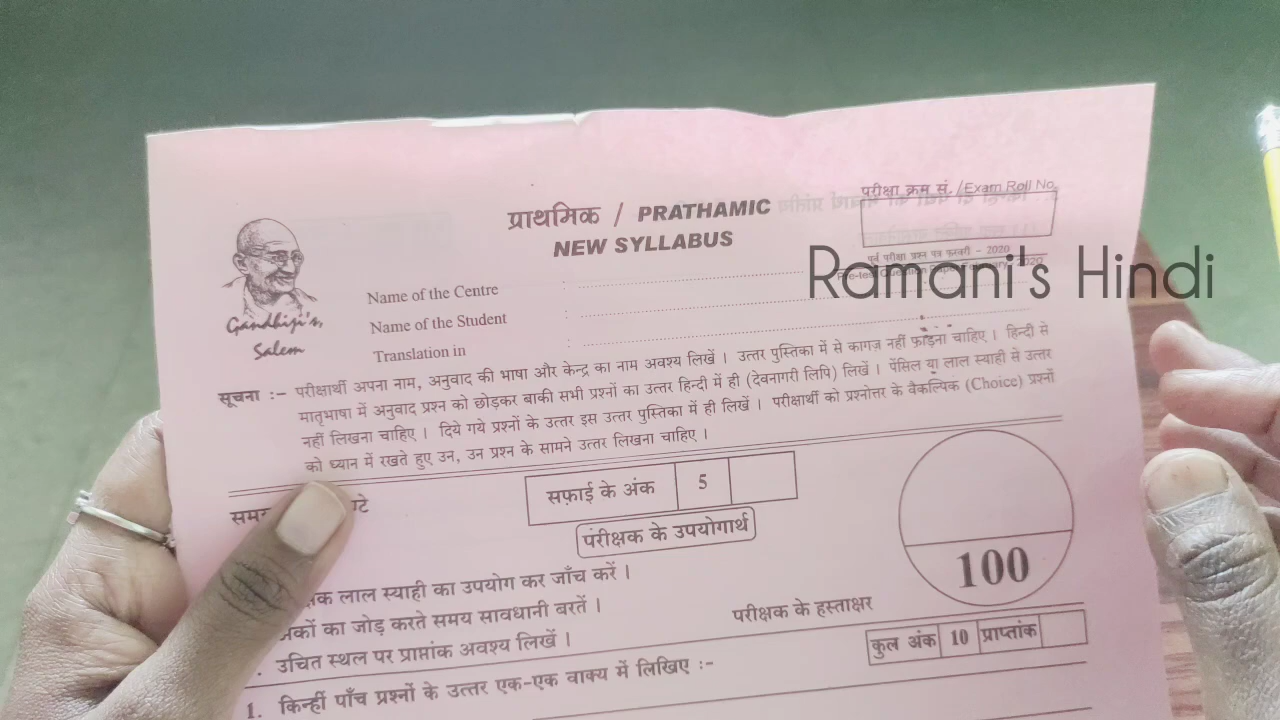 परीक्षा क्रम सं. /Exam Roll No.
प्राथमिक / PRATHAMIC
NEW SYLLABUS
पूर्व परीक्षा प्रश्न पत्र फरवरी - 2020
Ramani's Hindi
Gandhiji's,
Salem
Name of the Centre :
Name of the Student :
Translation in
सूचना :– परीक्षार्थी अपना नाम, अनुवाद की भाषा और केन्द्र का नाम अवश्य लिखें । उत्तर पुस्तिका में से कागज़ नहीं फ़ाड़ना चाहिए । हिन्दी से
मातृभाषा में अनुवाद प्रश्न को छोड़कर बाकी सभी प्रश्नों का उत्तर हिन्दी में ही (देवनागरी लिपि) लिखें । पेंसिल या लाल स्याही से उत्तर
नहीं लिखना चाहिए । दिये गये प्रश्नों के उत्तर इस उत्तर पुस्तिका में ही लिखें । परीक्षार्थी को प्रश्नोत्तर के वैकल्पिक (Choice) प्रश्नों
को ध्यान में रखते हुए उन, उन प्रश्न के सामने उत्तर लिखना चाहिए ।
सफ़ाई के अंक 5
परीक्षक के उपयोगार्थ
100
लाल स्याही का उपयोग कर जाँच करें ।
का जोड़ करते समय सावधानी बरतें ।
उचित स्थल पर प्राप्तांक अवश्य लिखें ।
परीक्षक के हस्ताक्षर
कुल अंक 10 प्राप्तांक
1. किन्हीं पाँच प्रश्नों के उत्तर एक-एक वाक्य में लिखिए :–